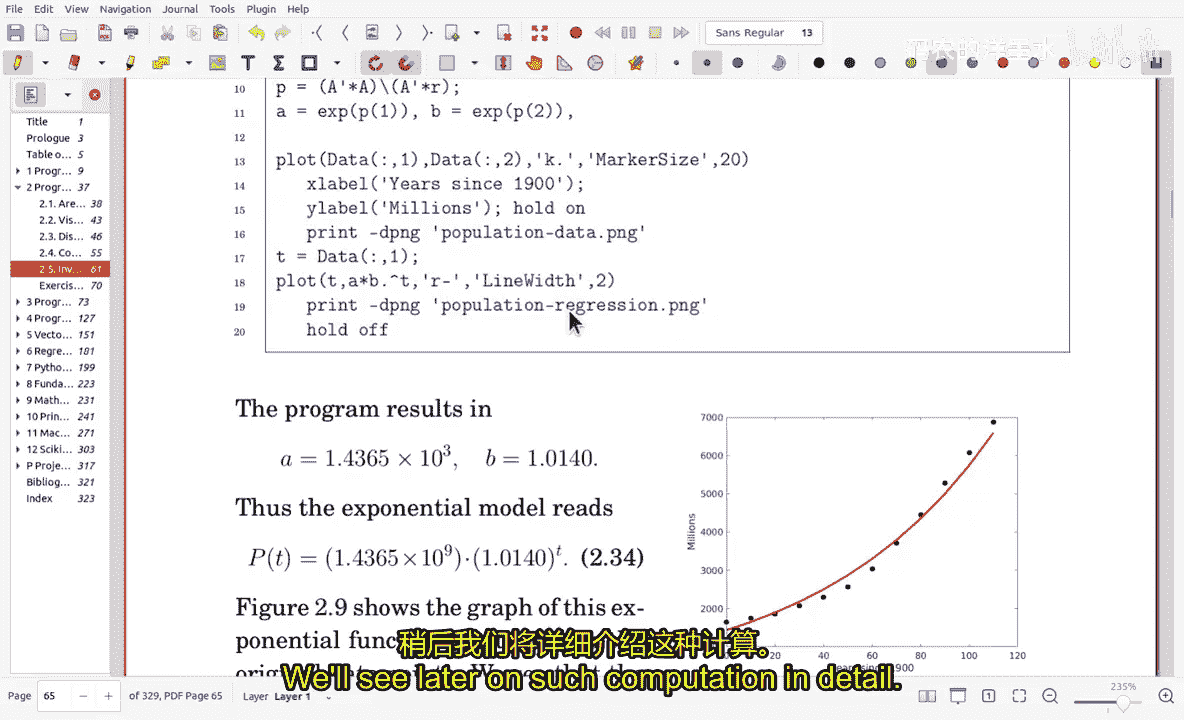 File Edit View Navigation Journal Tools Plugin Help
Sans Regular 13
Title 1
Prologue 3
Table o... 5
1 Progr... 9
2 Progr... 37
2.1. Are... 38
2.2. Vis... 43
2.3. Dis... 46
2.4. Co... 55
2.5. Inv... 61
Exercis... 70
3 Progr... 73
4 Progr... 127
5 Vecto... 151
6 Regre... 181
7 Pytho... 199
8 Funda... 223
9 Math... 231
10 Prin... 241
11 Mac... 271
12 Sciki... 303
P Proje... 317
Bibliog... 321
Index 323
10 p = (A'*A)\(A'*r);
11 a = exp(p(1)), b = exp(p(2)),
12
13 plot(Data(:,1),Data(:,2),'k.','MarkerSize',20)
14 xlabel('Years since 1900');
15 ylabel('Millions'); hold on
16 print -dpng 'population-data.png'
17 t = Data(:,1);
18 plot(t,a*b.^t,'r-','LineWidth',2)
19 print -dpng 'population-regression.png'
20 hold off
The program results in
a = 1.4365 × 10³, b = 1.0140.
Thus the exponential model reads
P(t) = (1.4365×10⁹)·(1.0140)ᵗ. (2.34)
Figure 2.9 shows the graph of this ex-
ponential func
7000
6000
5000
4000
3000
2000
Millions
80 100 120
1900
稍后我们将详细介绍这种计算。
We'll see later on such computation in detail.
Page 65 of 329, PDF Page 65 Layer Layer 1
235%